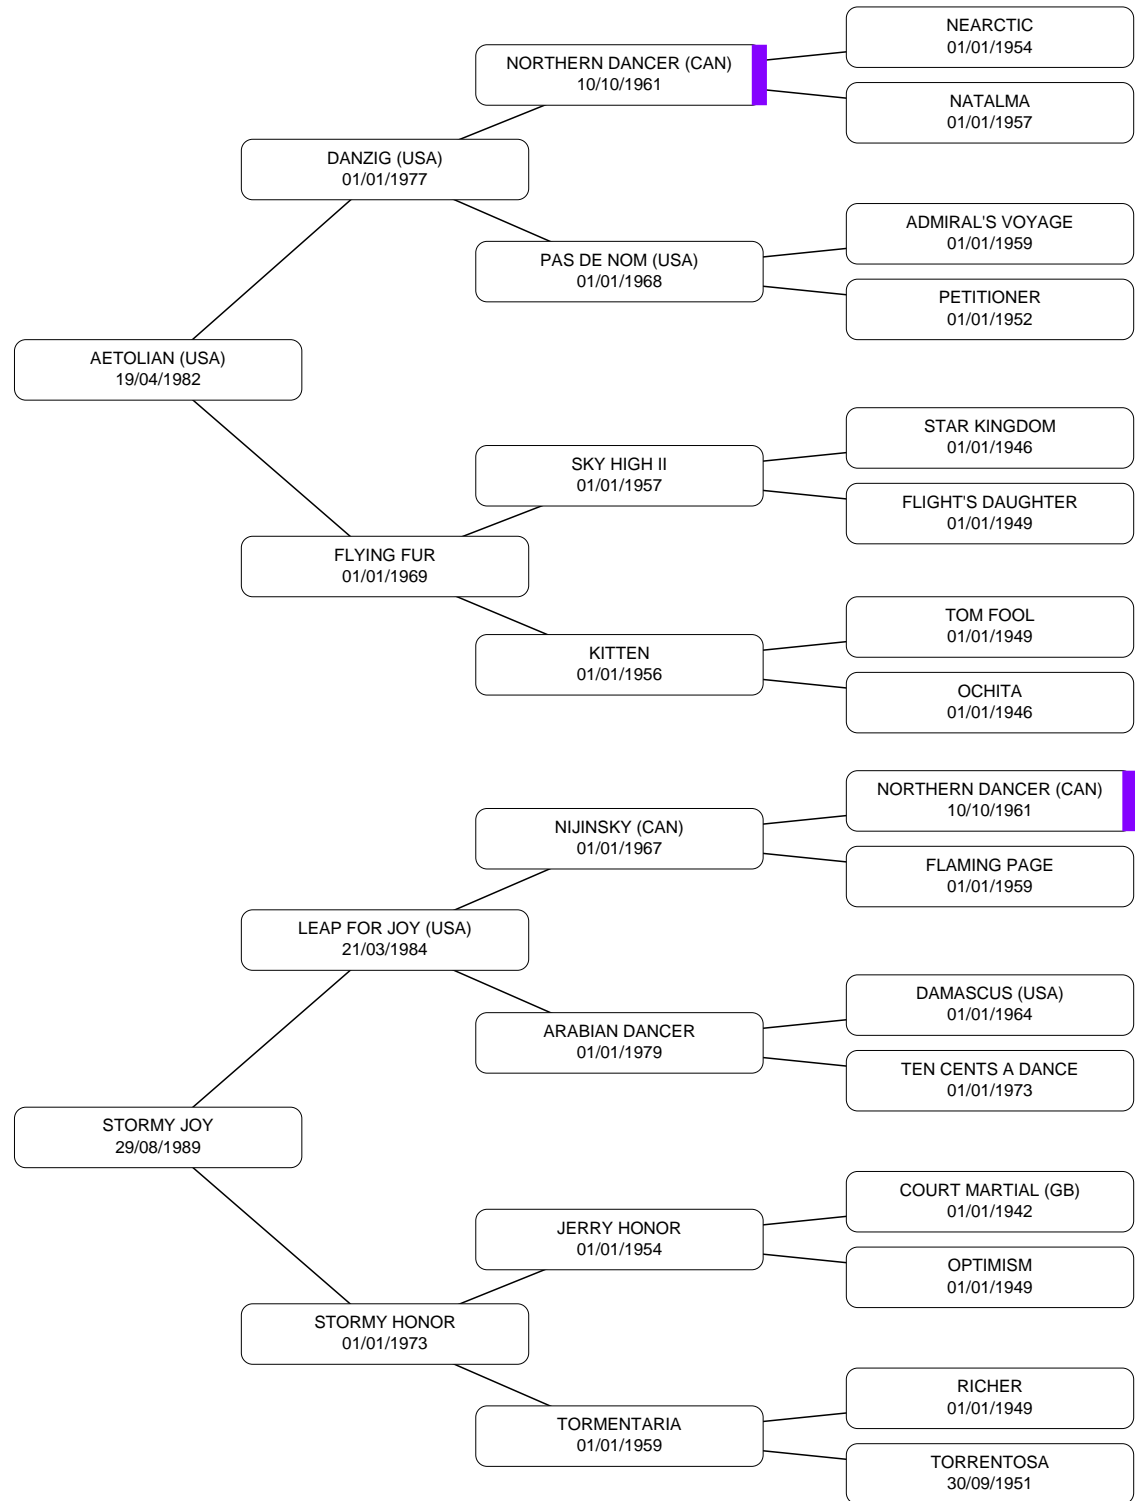 NEARCTIC
01/01/1954
NORTHERN DANCER (CAN)
10/10/1961
NATALMA
01/01/1957
DANZIG (USA)
01/01/1977
ADMIRAL'S VOYAGE
01/01/1959
PAS DE NOM (USA)
01/01/1968
PETITIONER
01/01/1952
AETOLIAN (USA)
19/04/1982
STAR KINGDOM
01/01/1946
SKY HIGH II
01/01/1957
FLIGHT'S DAUGHTER
01/01/1949
FLYING FUR
01/01/1969
TOM FOOL
01/01/1949
KITTEN
01/01/1956
OCHITA
01/01/1946
NORTHERN DANCER (CAN)
10/10/1961
NIJINSKY (CAN)
01/01/1967
FLAMING PAGE
01/01/1959
LEAP FOR JOY (USA)
21/03/1984
DAMASCUS (USA)
01/01/1964
ARABIAN DANCER
01/01/1979
TEN CENTS A DANCE
01/01/1973
STORMY JOY
29/08/1989
COURT MARTIAL (GB)
01/01/1942
JERRY HONOR
01/01/1954
OPTIMISM
01/01/1949
STORMY HONOR
01/01/1973
RICHER
01/01/1949
TORMENTARIA
01/01/1959
TORRENTOSA
30/09/1951